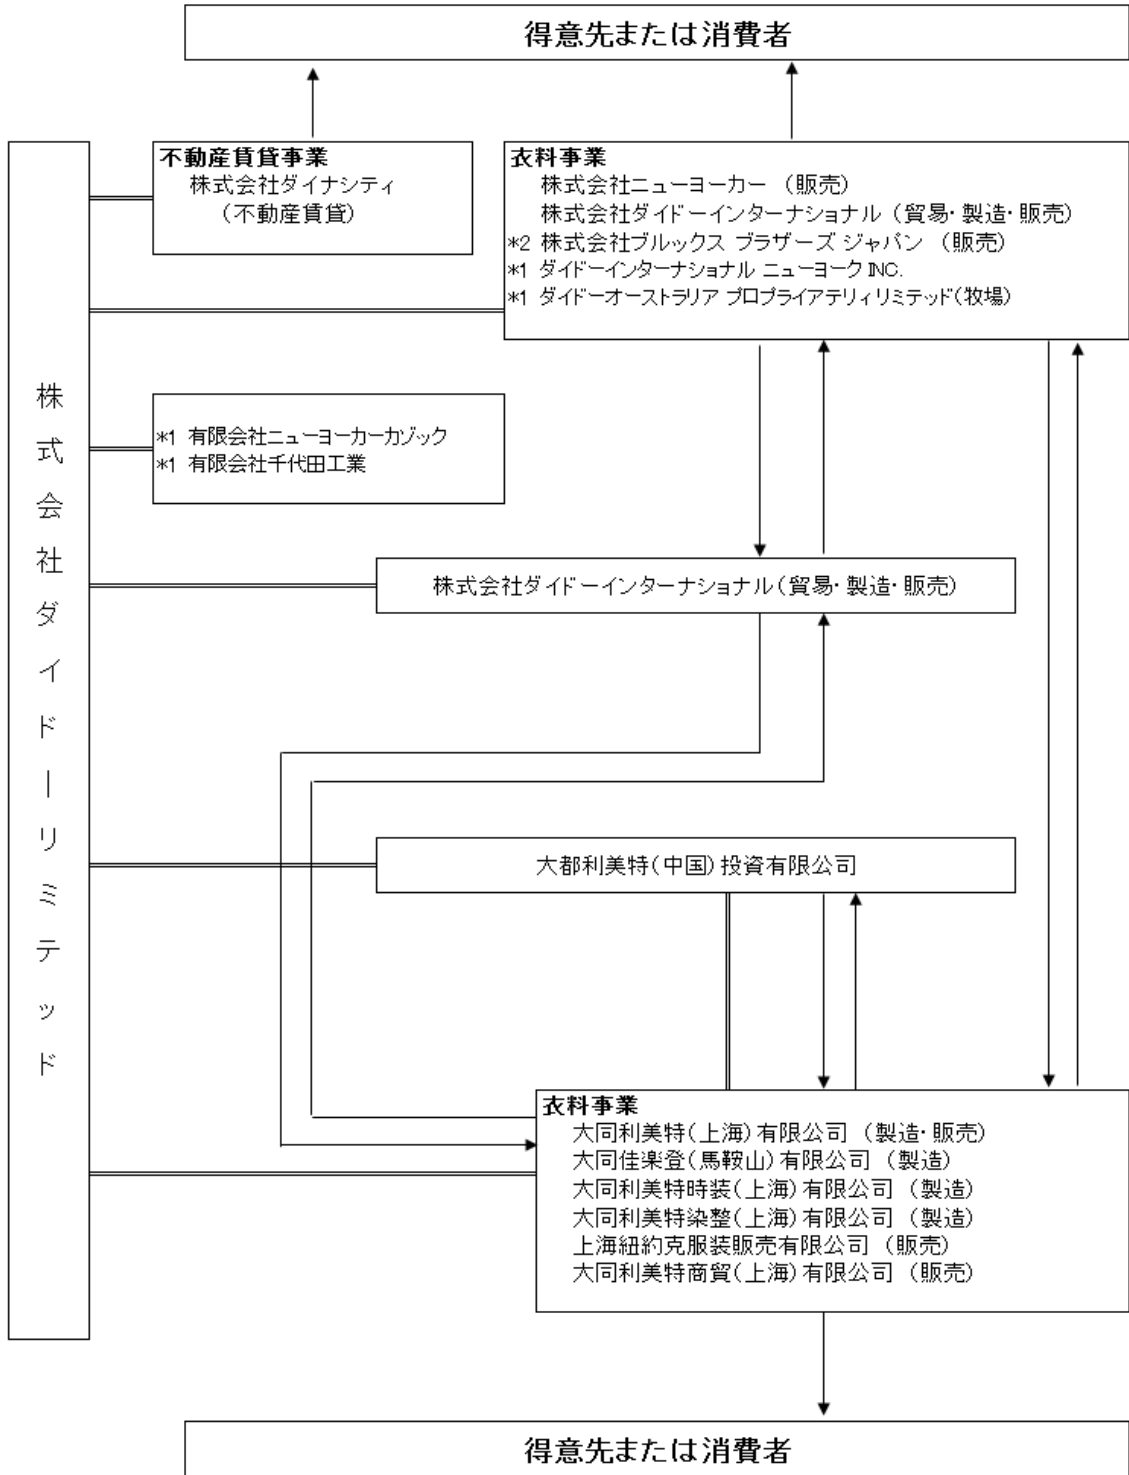 得意先または消費者
不動産賃貸事業
株式会社ダイナシティ
(不動産賃貸)
衣料事業
株式会社ニューヨーカー (販売)
株式会社ダイドーインターナショナル (貿易・製造・販売)
*2 株式会社ブルックス ブラザーズ ジャパン (販売)
*1 ダイドーインターナショナル ニューヨーク INC.
*1 ダイドーオーストラリア プロプライアテリィリミテッド(牧場)
株式会社ダイドーリミテッド
*1 有限会社ニューヨーカーカゾック
*1 有限会社千代田工業
株式会社ダイドーインターナショナル(貿易・製造・販売)
大都利美特(中国)投資有限公司
衣料事業
大同利美特(上海)有限公司 (製造・販売)
大同佳楽登(馬鞍山)有限公司 (製造)
大同利美特時装(上海)有限公司 (製造)
大同利美特染整(上海)有限公司 (製造)
上海紐約克服装販売有限公司 (販売)
大同利美特商貿(上海)有限公司 (販売)
得意先または消費者